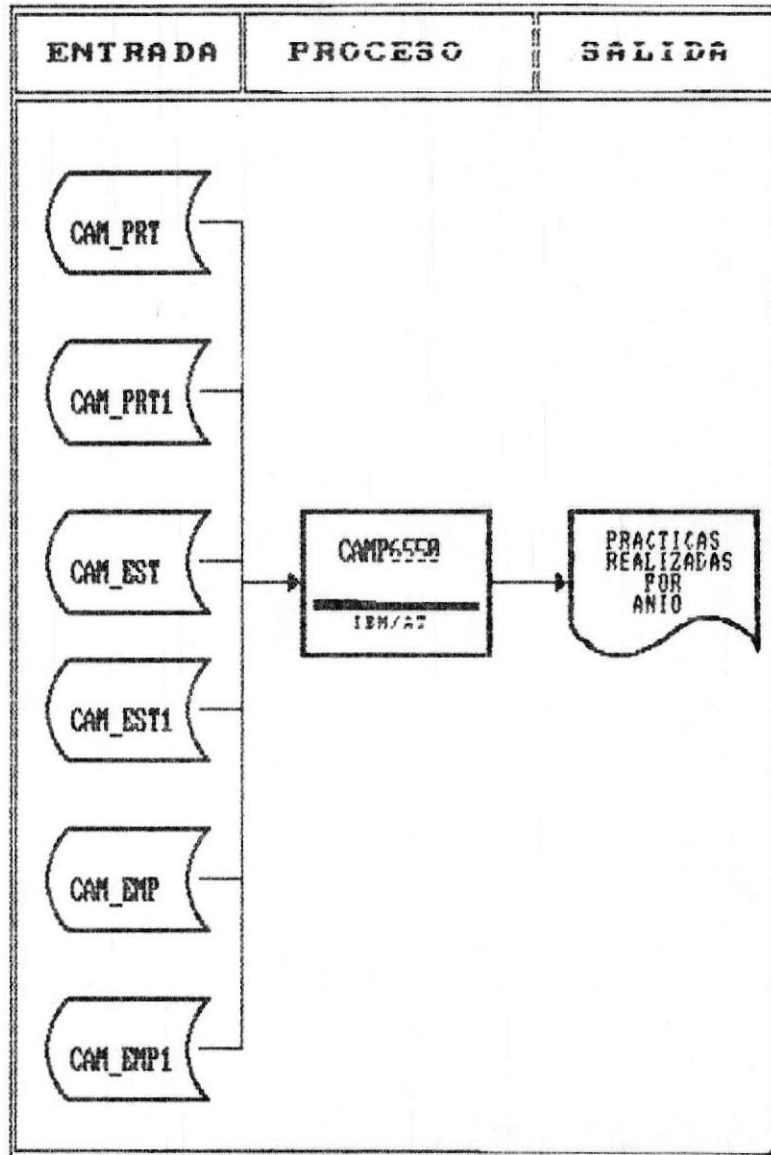 ENTRADA PROCESO SALIDA
CAM_PRT
CAM_PRT1
CAM_EST
CAMP6550
IBM/AT
PRACTICAS
REALIZADAS
POR
ANIO
CAM_EST1
CAM_EMP
CAM_EMP1